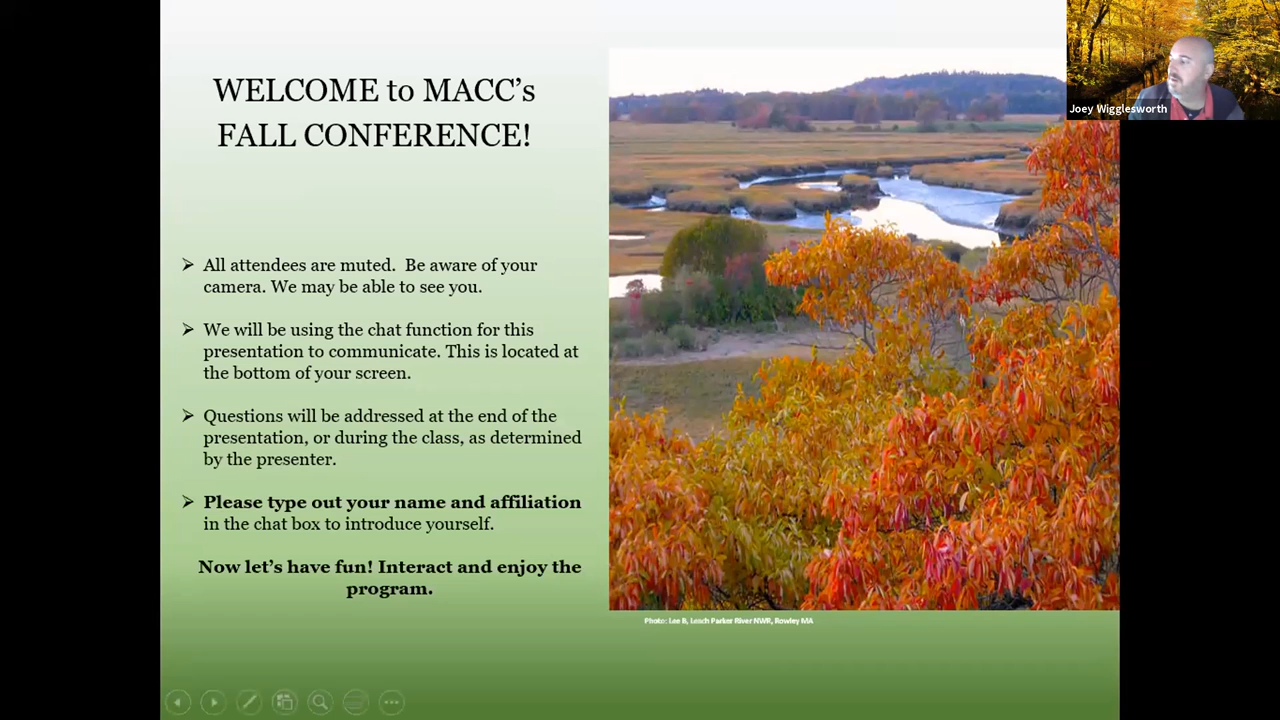 WELCOME to MACC's
FALL CONFERENCE!
Joey Wigglesworth
➢ All attendees are muted.  Be aware of your
camera. We may be able to see you.
➢ We will be using the chat function for this
presentation to communicate. This is located at
the bottom of your screen.
➢ Questions will be addressed at the end of the
presentation, or during the class, as determined
by the presenter.
➢ Please type out your name and affiliation
in the chat box to introduce yourself.
Now let's have fun! Interact and enjoy the
program.
Photo: Lee B, Leach Parker River NWR, Rowley MA